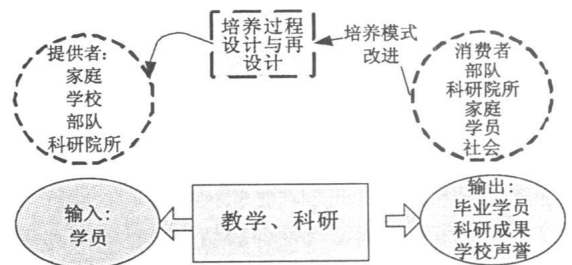 培养过程
设计与再
设计
培养模式
改进
提供者:
家庭
学校
部队
科研院所
消费者
部队
科研院所
家庭
学员
社会
输入:
学员
教学、科研
输出:
毕业学员
科研成果
学校声誉